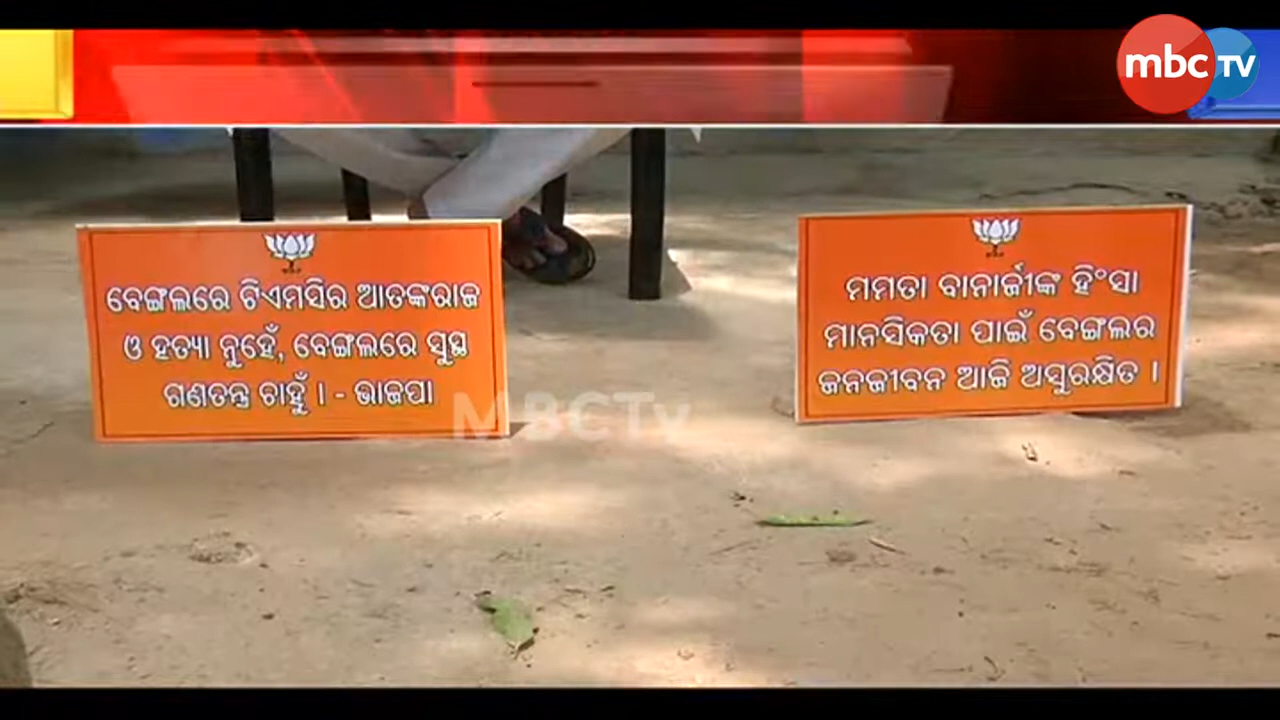 mbc TV
ବେଙ୍ଗଲରେ ଟିଏମସିର ଆତଙ୍କରାଜ
ଓ ହତ୍ୟା ନୁହେଁ, ବେଙ୍ଗଲରେ ସୁସ୍ଥ
ଗଣତନ୍ତ୍ର ଚାହୁଁ । - ଭାଜପା
ମମତା ବାନାର୍ଜୀଙ୍କ ହିଂସା
ମାନସିକତା ପାଇଁ ବେଙ୍ଗଲର
ଜନଜୀବନ ଆଜି ଅସୁରକ୍ଷିତ ।
MBCTv